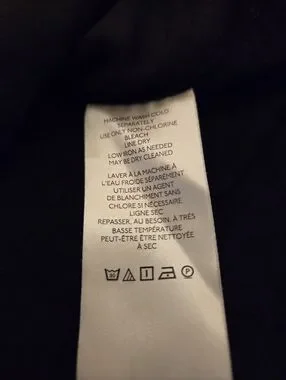 MACHINE WASH COLD
SEPARATELY
USE ONLY NON-CHLORINE
BLEACH
LINE DRY
LOW IRON AS NEEDED
MAY BE DRY CLEANED
LAVER À LA MACHINE À
L'EAU FROIDE SÉPARÉMENT
UTILISER UN AGENT
DE BLANCHIMENT SANS
CHLORE SI NÉCESSAIRE
LIGNE SEC
REPASSER, AU BESOIN, À TRÈS
BASSE TEMPÉRATURE
PEUT-ÊTRE ÊTRE NETTOYÉE
À SEC
30
P